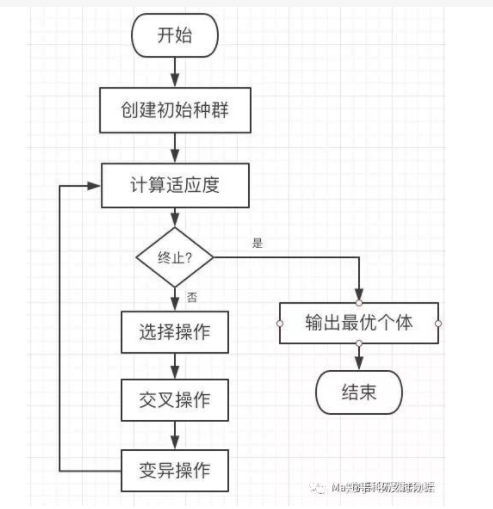 开始
创建初始种群
计算适应度
终止?
是
否
选择操作
输出最优个体
交叉操作
结束
变异操作